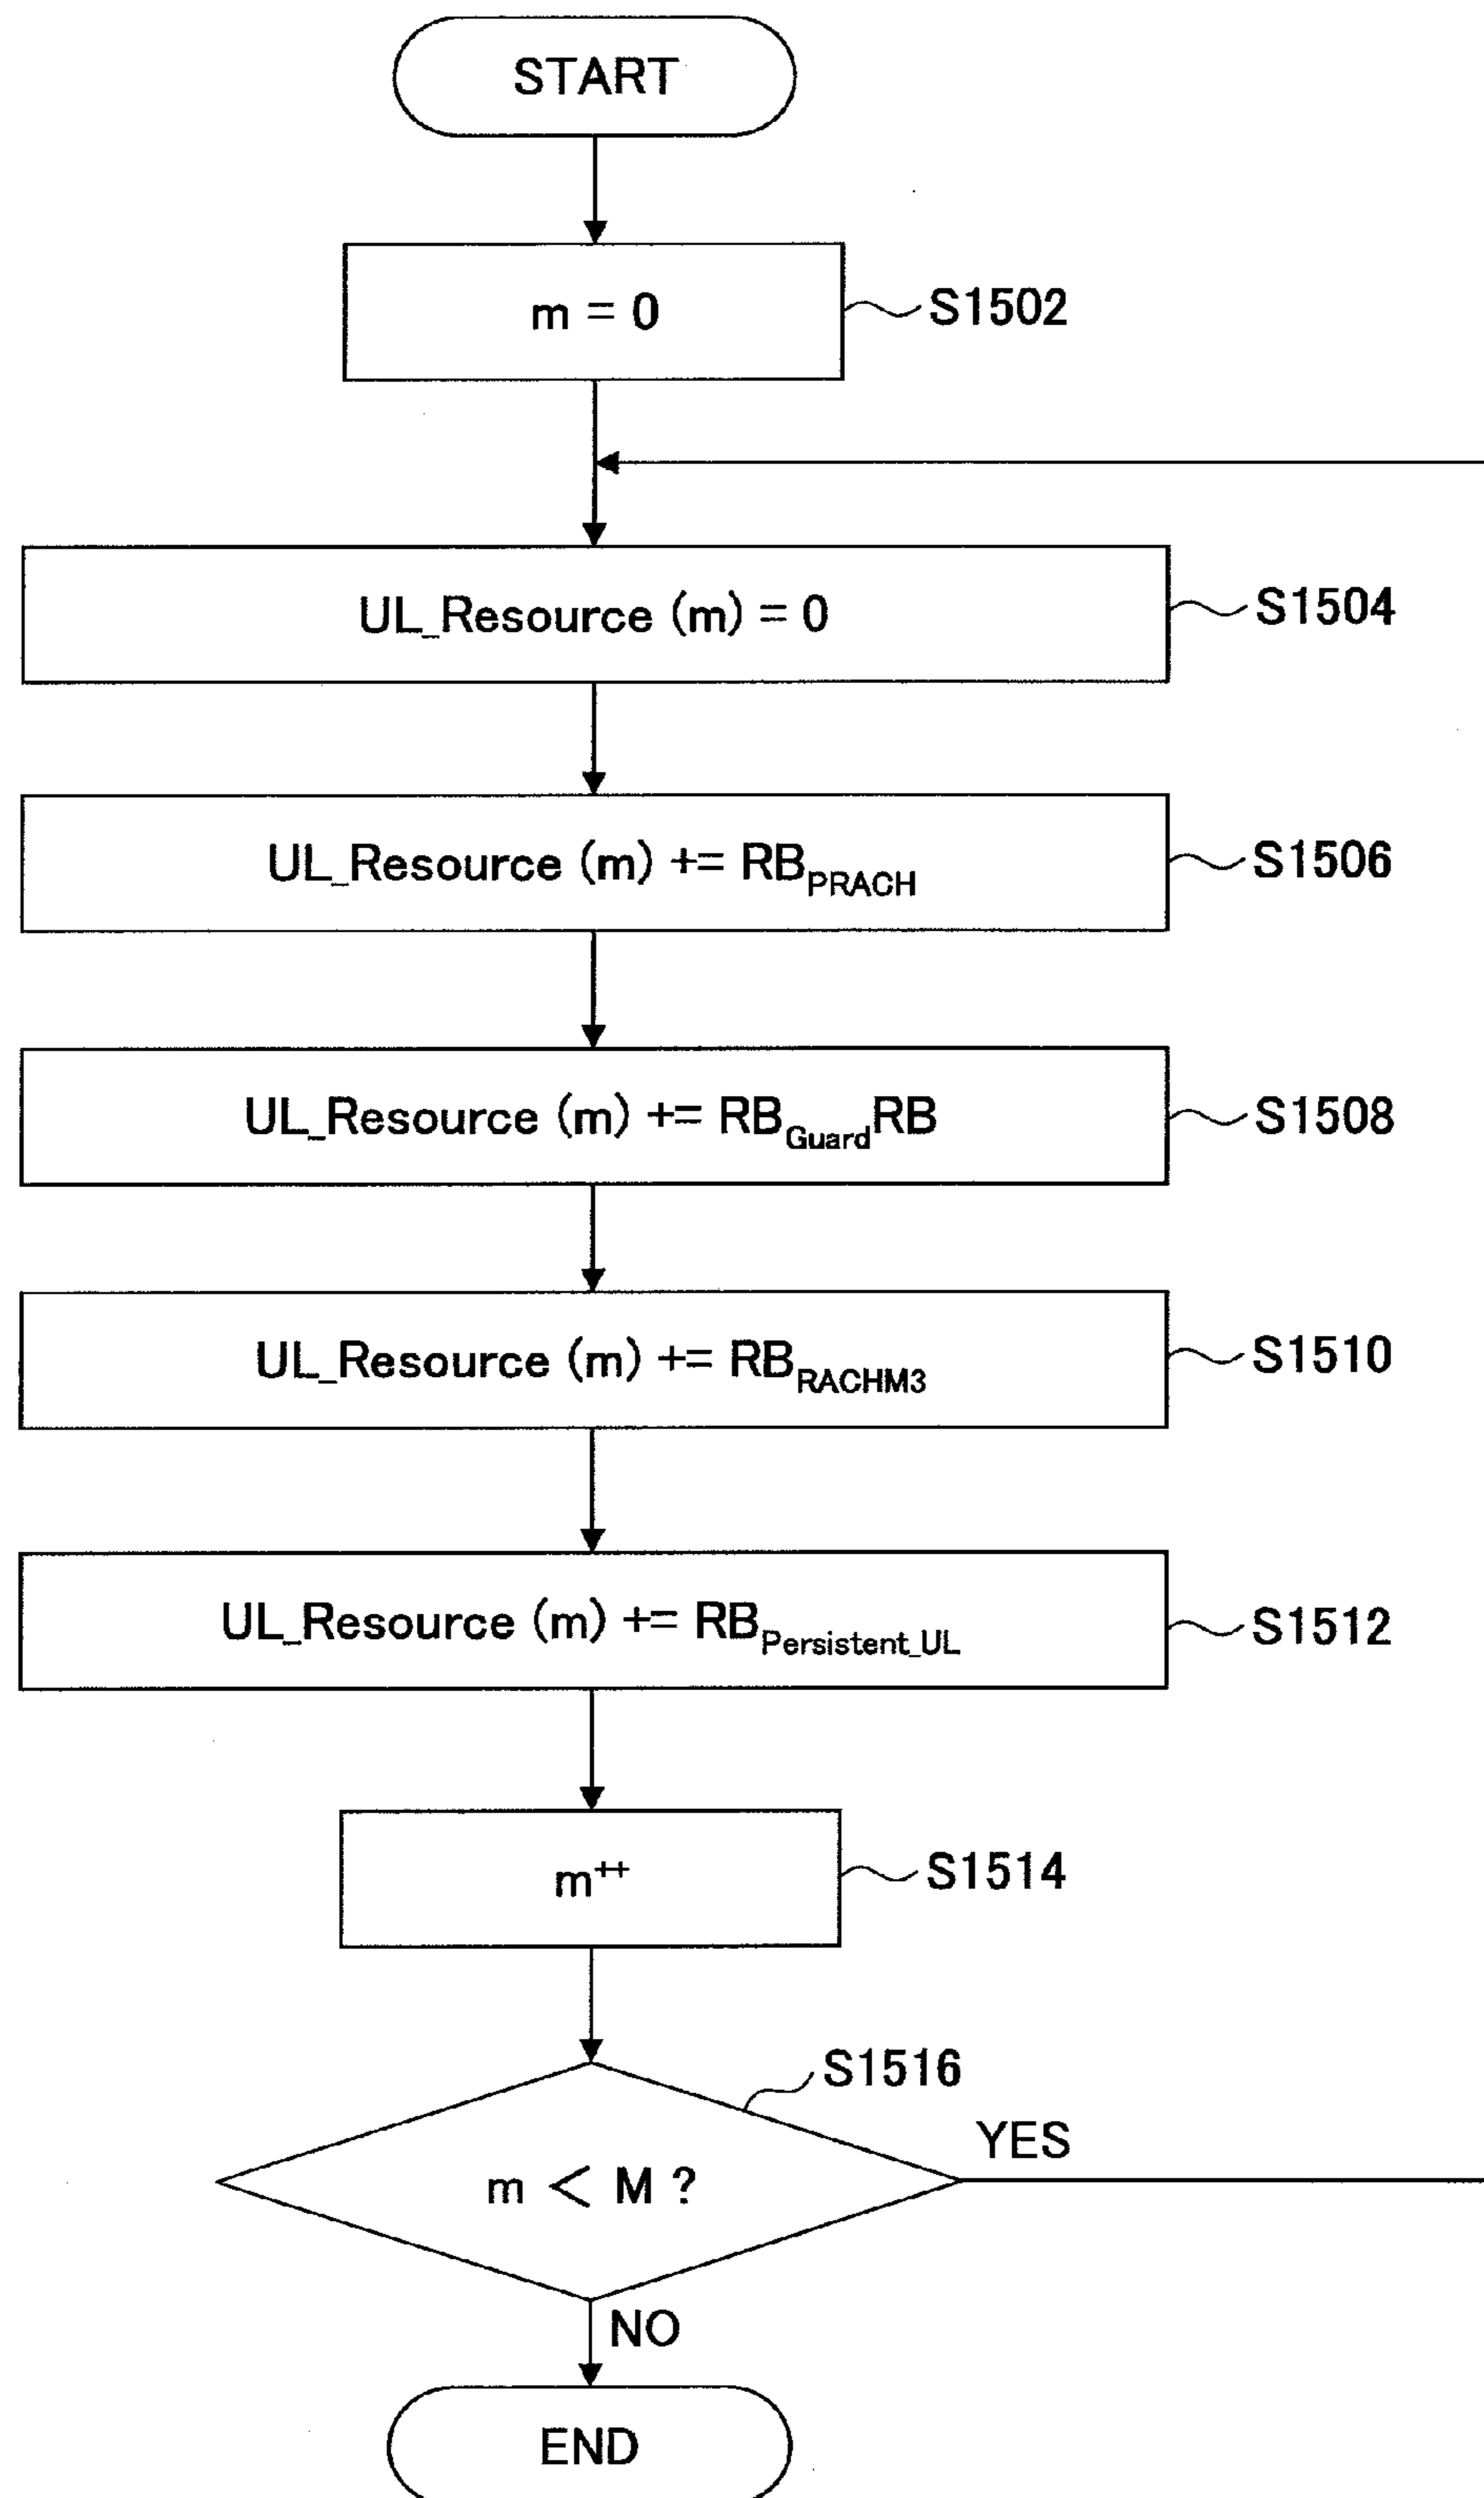 START
m = 0
S1502
UL_Resource (m) = 0
S1504
UL_Resource (m) += RB_PRACH
S1506
UL_Resource (m) += RB_Guard RB
S1508
UL_Resource (m) += RB_RACHM3
S1510
UL_Resource (m) += RB_Persistent_UL
S1512
m++
S1514
S1516
m < M ?
YES
NO
END